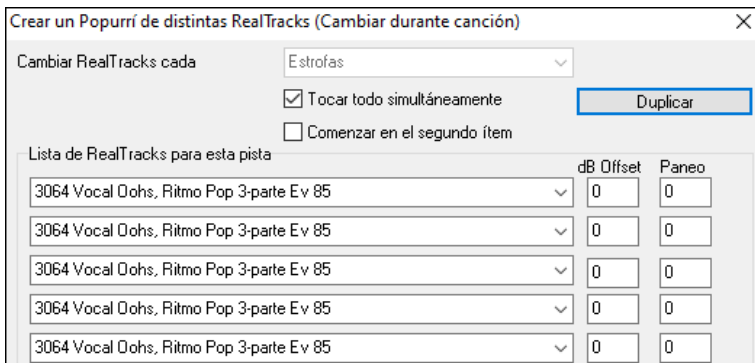 Crear un Popurrí de distintas RealTracks (Cambiar durante canción)
Cambiar RealTracks cada Estrofas
Tocar todo simultáneamente Duplicar
Comenzar en el segundo ítem
Lista de RealTracks para esta pista dB Offset Paneo
3064 Vocal Oohs, Ritmo Pop 3-parte Ev 85 0 0
3064 Vocal Oohs, Ritmo Pop 3-parte Ev 85 0 0
3064 Vocal Oohs, Ritmo Pop 3-parte Ev 85 0 0
3064 Vocal Oohs, Ritmo Pop 3-parte Ev 85 0 0
3064 Vocal Oohs, Ritmo Pop 3-parte Ev 85 0 0